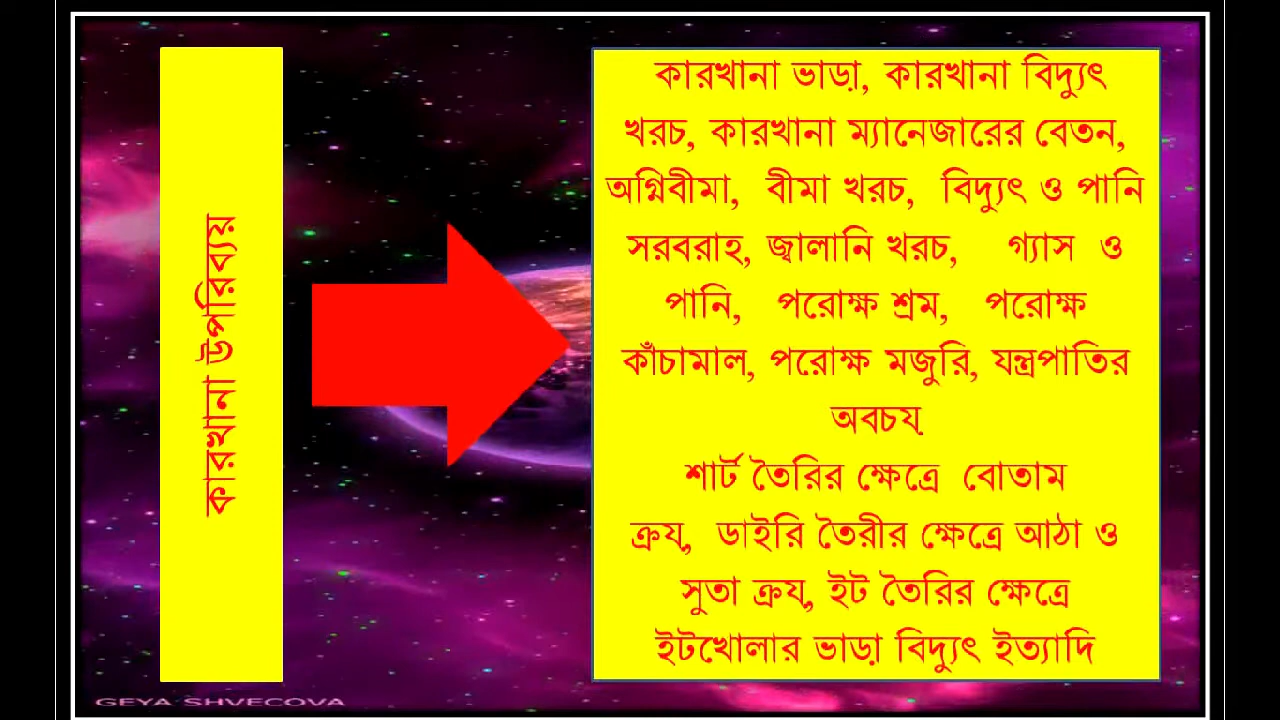 কারখানা উপরিব্যয়
কারখানা ভাড়া, কারখানা বিদ্যুৎ
খরচ, কারখানা ম্যানেজারের বেতন,
অগ্নিবীমা, বীমা খরচ, বিদ্যুৎ ও পানি
সরবরাহ, জ্বালানি খরচ, গ্যাস ও
পানি, পরোক্ষ শ্রম, পরোক্ষ
কাঁচামাল, পরোক্ষ মজুরি, যন্ত্রপাতির
অবচয়
শার্ট তৈরির ক্ষেত্রে বোতাম
ক্রয়, ডাইরি তৈরীর ক্ষেত্রে আঠা ও
সুতা ক্রয়, ইট তৈরির ক্ষেত্রে
ইটখোলার ভাড়া বিদ্যুৎ ইত্যাদি
GEYA SHVECOVA